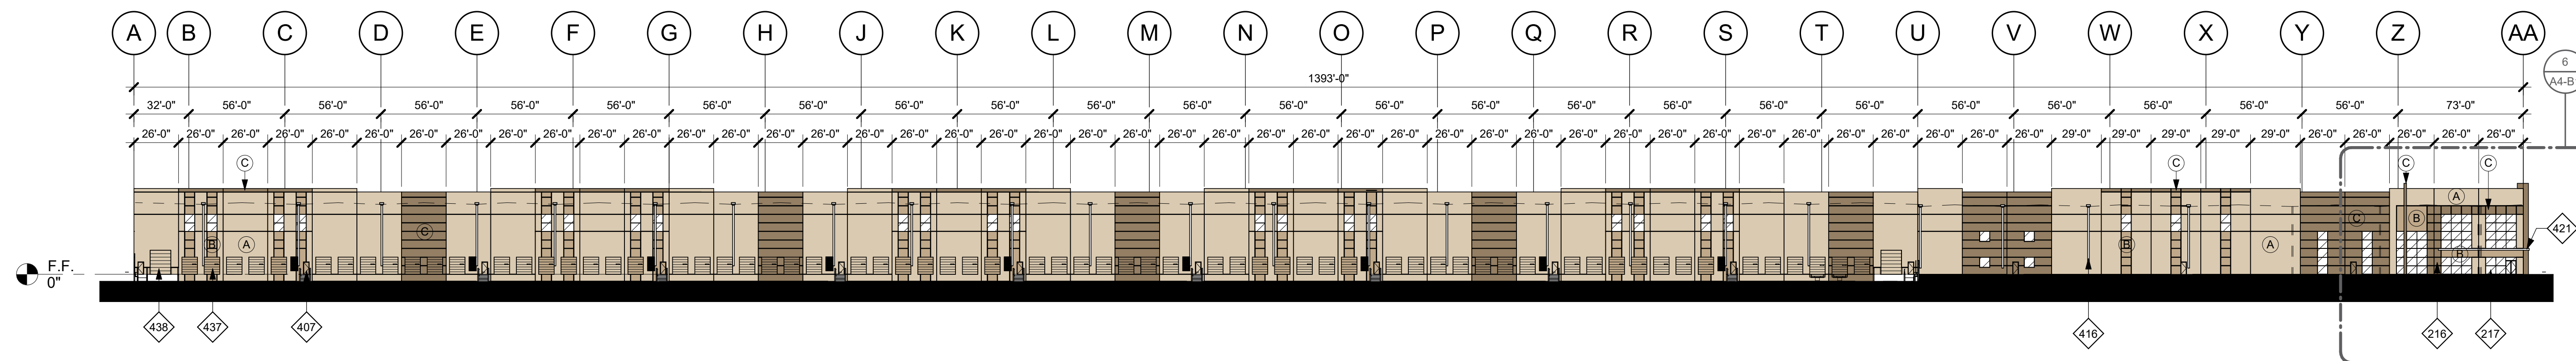 A B C D E F G H J K L M N O P Q R S T U V W X Y Z AA
6
A4-B
1393'-0"
32'-0" 56'-0" 56'-0" 56'-0" 56'-0" 56'-0" 56'-0" 56'-0" 56'-0" 56'-0" 56'-0" 56'-0" 56'-0" 56'-0" 56'-0" 56'-0" 56'-0" 56'-0" 56'-0" 56'-0" 56'-0" 56'-0" 56'-0" 56'-0" 73'-0"
26'-0" 26'-0" 26'-0" 26'-0" 26'-0" 26'-0" 26'-0" 26'-0" 26'-0" 26'-0" 26'-0" 26'-0" 26'-0" 26'-0" 26'-0" 26'-0" 26'-0" 26'-0" 26'-0" 26'-0" 26'-0" 26'-0" 26'-0" 26'-0" 26'-0" 26'-0" 26'-0" 26'-0" 26'-0" 26'-0" 26'-0" 26'-0" 26'-0" 26'-0" 26'-0" 26'-0" 26'-0" 26'-0" 26'-0" 26'-0" 26'-0" 26'-0" 26'-0" 26'-0" 29'-0" 29'-0" 29'-0" 29'-0" 26'-0" 26'-0" 26'-0" 26'-0" 26'-0"
C C C C
A
C B
C
421
B A B A
B
F.F.
0"
438 437 407 416 216 217